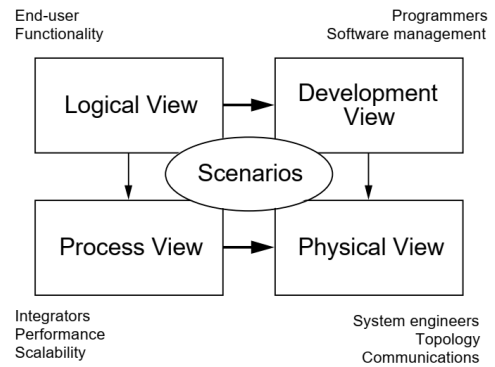 End-user
Functionality
Programmers
Software management
Logical View
Development
View
Scenarios
Process View
Physical View
Integrators
Performance
Scalability
System engineers
Topology
Communications